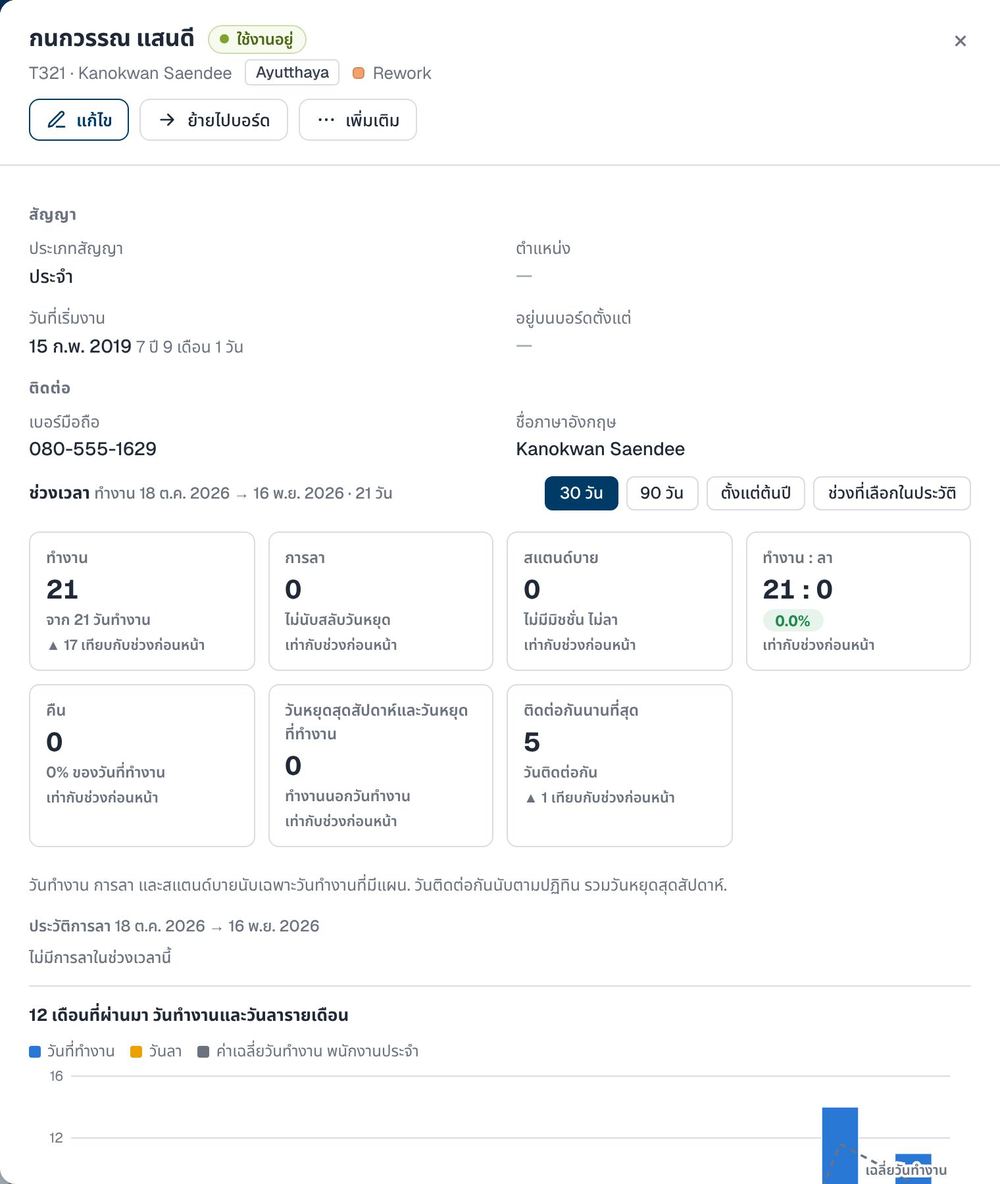 กนกวรรณ แสนดี ใช้งานอยู่ ×
T321 · Kanokwan Saendee Ayutthaya Rework
แก้ไข → ย้ายไปบอร์ด ··· เพิ่มเติม
สัญญา
ประเภทสัญญา ตำแหน่ง
ประจำ —
วันที่เริ่มงาน อยู่บนบอร์ดตั้งแต่
15 ก.พ. 2019 7 ปี 9 เดือน 1 วัน —
ติดต่อ
เบอร์มือถือ ชื่อภาษาอังกฤษ
080-555-1629 Kanokwan Saendee
ช่วงเวลา ทำงาน 18 ต.ค. 2026 → 16 พ.ย. 2026 · 21 วัน 30 วัน 90 วัน ตั้งแต่ต้นปี ช่วงที่เลือกในประวัติ
ทำงาน
21
จาก 21 วันทำงาน
▲ 17 เทียบกับช่วงก่อนหน้า
การลา
0
ไม่นับสลับวันหยุด
เท่ากับช่วงก่อนหน้า
สแตนด์บาย
0
ไม่มีมิชชั่น ไม่ลา
เท่ากับช่วงก่อนหน้า
ทำงาน : ลา
21 : 0
0.0%
เท่ากับช่วงก่อนหน้า
คืน
0
0% ของวันที่ทำงาน
เท่ากับช่วงก่อนหน้า
วันหยุดสุดสัปดาห์และวันหยุด
ที่ทำงาน
0
ทำงานนอกวันทำงาน
เท่ากับช่วงก่อนหน้า
ติดต่อกันนานที่สุด
5
วันติดต่อกัน
▲ 1 เทียบกับช่วงก่อนหน้า
วันทำงาน การลา และสแตนด์บายนับเฉพาะวันทำงานที่มีแผน. วันติดต่อกันนับตามปฏิทิน รวมวันหยุดสุดสัปดาห์.
ประวัติการลา 18 ต.ค. 2026 → 16 พ.ย. 2026
ไม่มีการลาในช่วงเวลานี้
12 เดือนที่ผ่านมา วันทำงานและวันลารายเดือน
วันที่ทำงาน วันลา ค่าเฉลี่ยวันทำงาน พนักงานประจำ
16
12
เฉลี่ยวันทำงาน